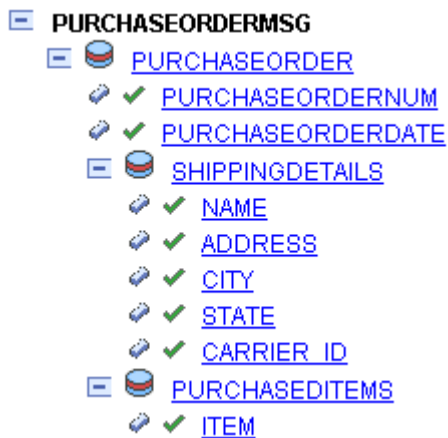 PURCHASEORDERMSG
PURCHASEORDER
PURCHASEORDERNUM
PURCHASEORDERDATE
SHIPPINGDETAILS
NAME
ADDRESS
CITY
STATE
CARRIER_ID
PURCHASEDITEMS
ITEM